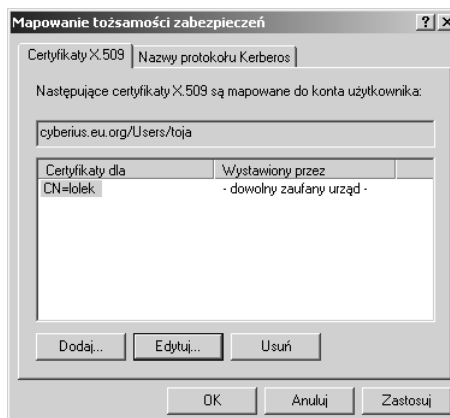 Mapowanie tożsamości zabezpieczeń
Certyfikaty X.509 Nazwy protokołu Kerberos
Następujące certyfikaty X.509 są mapowane do konta użytkownika:
cyberius.eu.org/Users/toja
Certyfikaty dla Wystawiony przez
CN=lolek - dowolny zaufany urząd -
Dodaj... Edytuj... Usuń
OK Anuluj Zastosuj